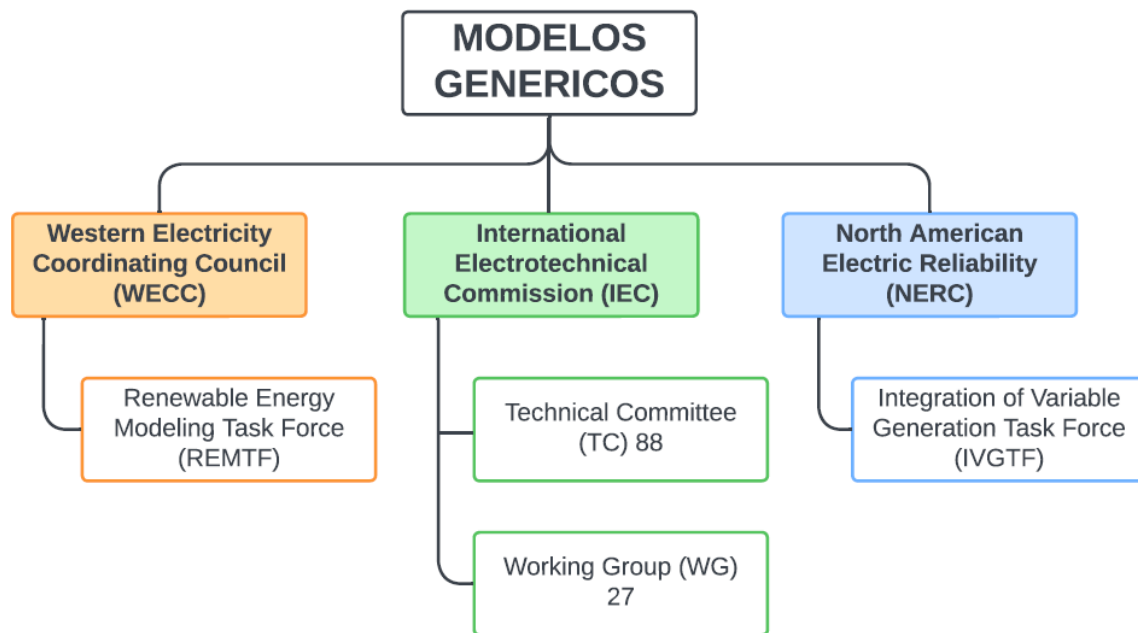 MODELOS
GENERICOS
Western Electricity
Coordinating Council
(WECC)
International
Electrotechnical
Commission (IEC)
North American
Electric Reliability
(NERC)
Renewable Energy
Modeling Task Force
(REMTF)
Technical Committee
(TC) 88
Integration of Variable
Generation Task Force
(IVGTF)
Working Group (WG)
27